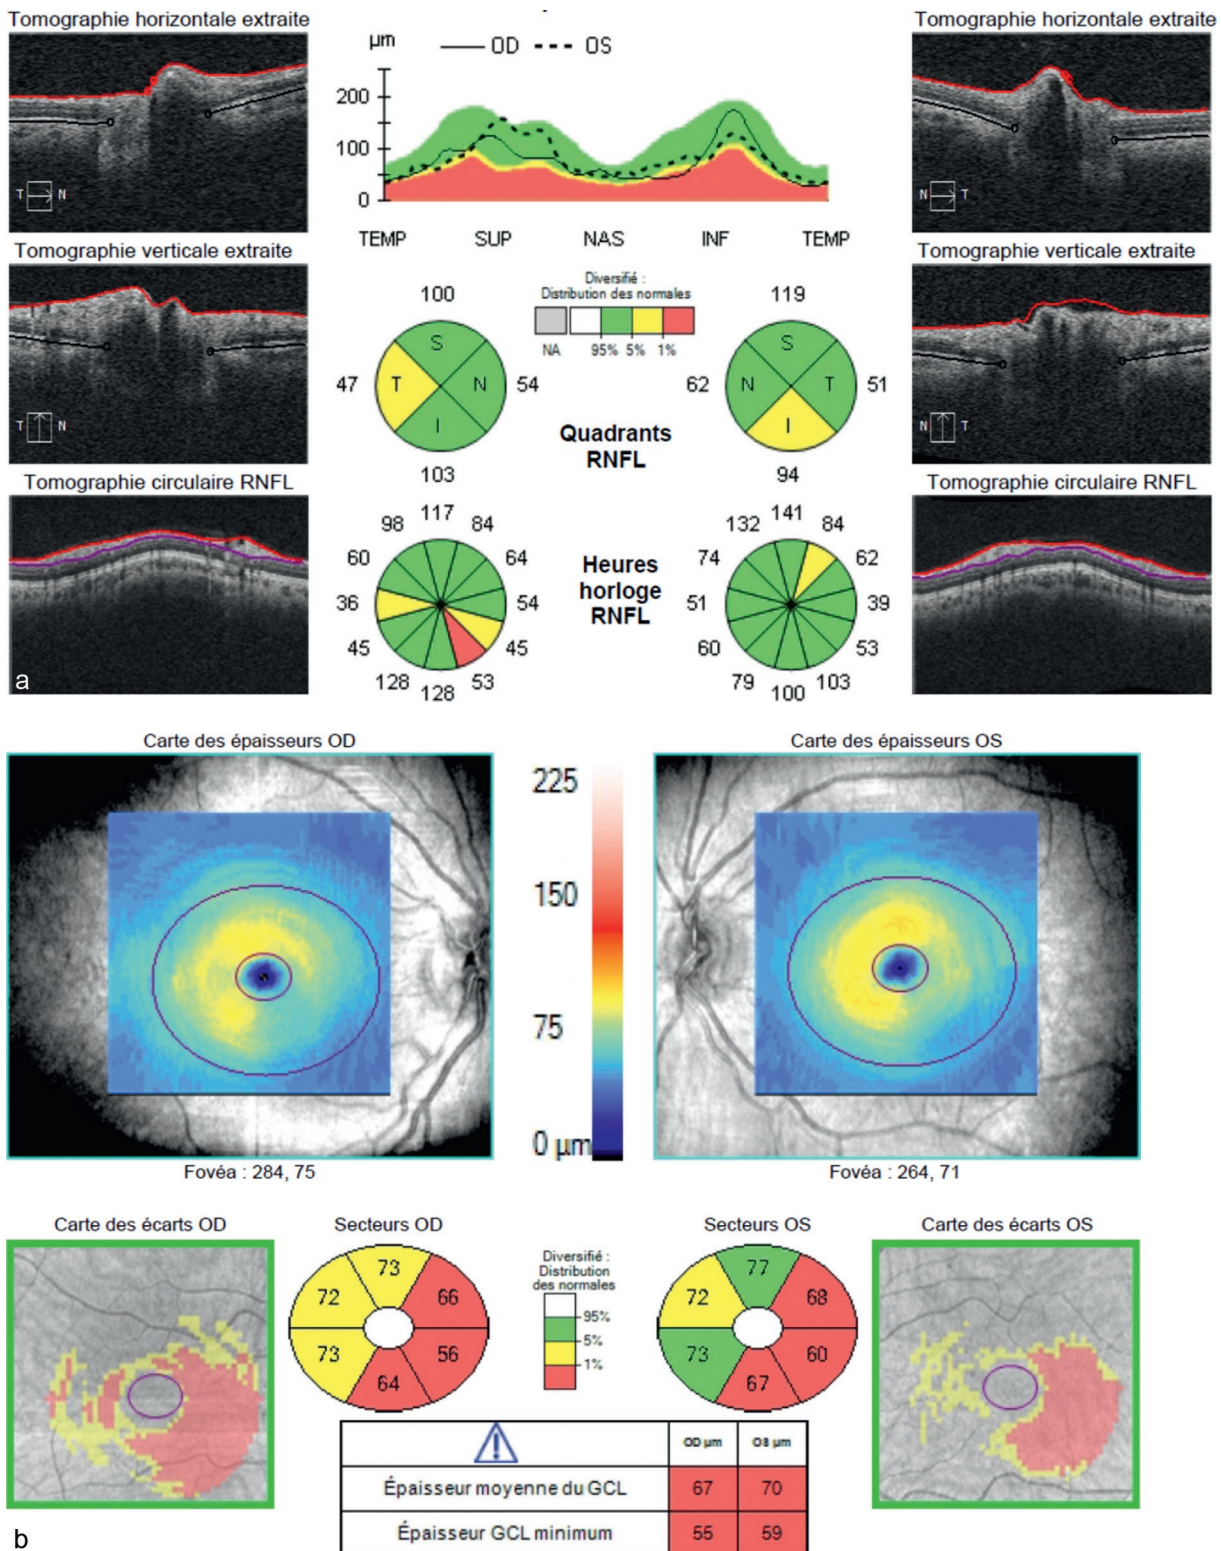 Tomographie horizontale extraite
µm
OD
OS
Tomographie horizontale extraite
200
100
0
T
N
N
T
TEMP
SUP
NAS
INF
TEMP
Tomographie verticale extraite
Tomographie verticale extraite
Diversifié :
Distribution des normales
NA
95%
5%
1%
100
S
47
T
N
54
I
103
119
S
62
N
T
51
I
94
T
N
N
T
Quadrants
RNFL
Tomographie circulaire RNFL
Tomographie circulaire RNFL
117
98
84
60
64
36
54
45
45
128
53
128
Heures
horloge
RNFL
141
132
84
74
62
51
39
60
53
79
103
100
a
Carte des épaisseurs OD
Carte des épaisseurs OS
225
150
75
0 µm
Fovéa : 284, 75
Fovéa : 264, 71
Carte des écarts OD
Secteurs OD
Secteurs OS
Carte des écarts OS
73
72
66
73
56
64
Diversifié :
Distribution
des normales
95%
5%
1%
77
72
68
73
60
67
OD µm
OS µm
Épaisseur moyenne du GCL
67
70
Épaisseur GCL minimum
55
59
b